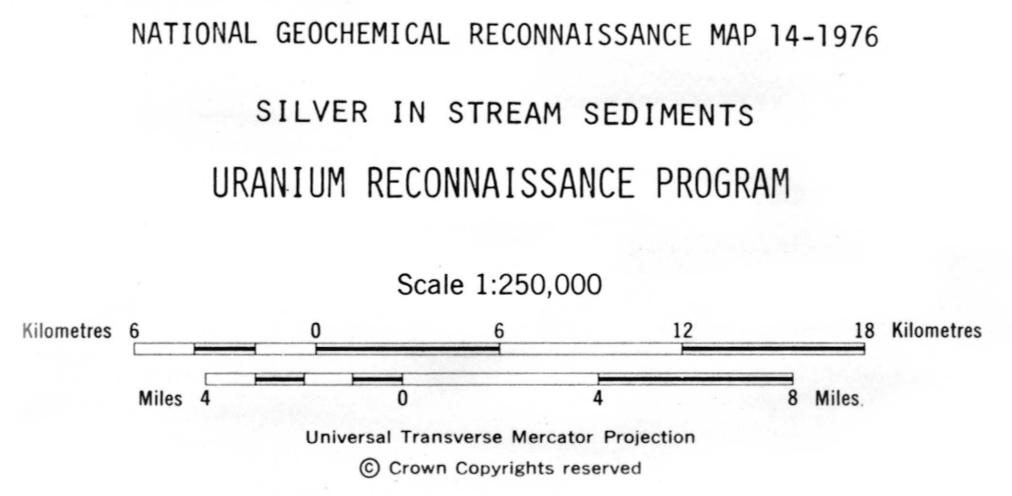 NATIONAL GEOCHEMICAL RECONNAISSANCE MAP 14-1976
SILVER IN STREAM SEDIMENTS
URANIUM RECONNAISSANCE PROGRAM
Scale 1:250,000
Kilometres 6 0 6 12 18 Kilometres
Miles 4 0 4 8 Miles.
Universal Transverse Mercator Projection
© Crown Copyrights reserved